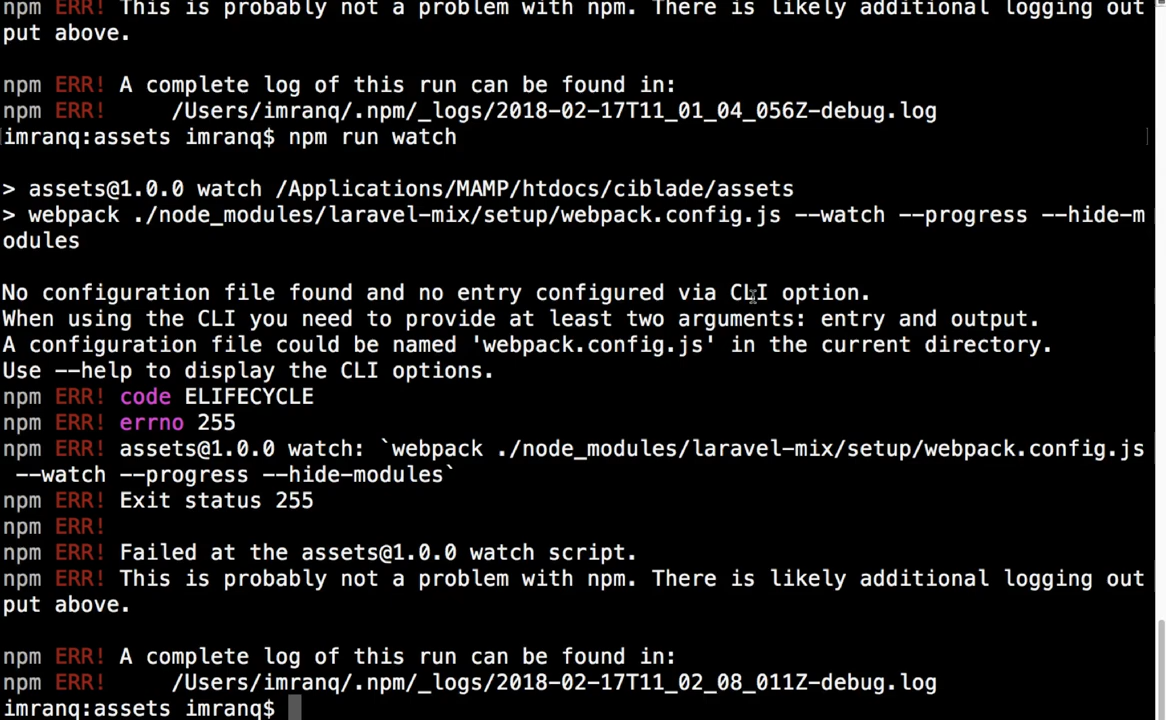 npm ERR! This is probably not a problem with npm. There is likely additional logging out
put above.
npm ERR! A complete log of this run can be found in:
npm ERR!     /Users/imranq/.npm/_logs/2018-02-17T11_01_04_056Z-debug.log
imranq:assets imranq$ npm run watch
> assets@1.0.0 watch /Applications/MAMP/htdocs/ciblade/assets
> webpack ./node_modules/laravel-mix/setup/webpack.config.js --watch --progress --hide-m
odules
No configuration file found and no entry configured via CLI option.
When using the CLI you need to provide at least two arguments: entry and output.
A configuration file could be named 'webpack.config.js' in the current directory.
Use --help to display the CLI options.
npm ERR! code ELIFECYCLE
npm ERR! errno 255
npm ERR! assets@1.0.0 watch: `webpack ./node_modules/laravel-mix/setup/webpack.config.js
 --watch --progress --hide-modules`
npm ERR! Exit status 255
npm ERR!
npm ERR! Failed at the assets@1.0.0 watch script.
npm ERR! This is probably not a problem with npm. There is likely additional logging out
put above.
npm ERR! A complete log of this run can be found in:
npm ERR!     /Users/imranq/.npm/_logs/2018-02-17T11_02_08_011Z-debug.log
imranq:assets imranq$